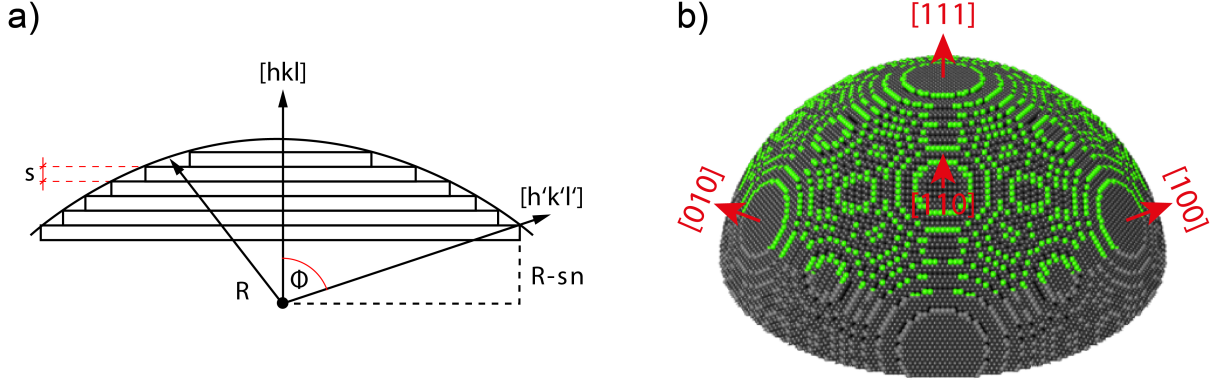 a)
[hkl]
s
[h'k'l']
R
Φ
R-sn
b)
[111]
[010]
[110]
[100]